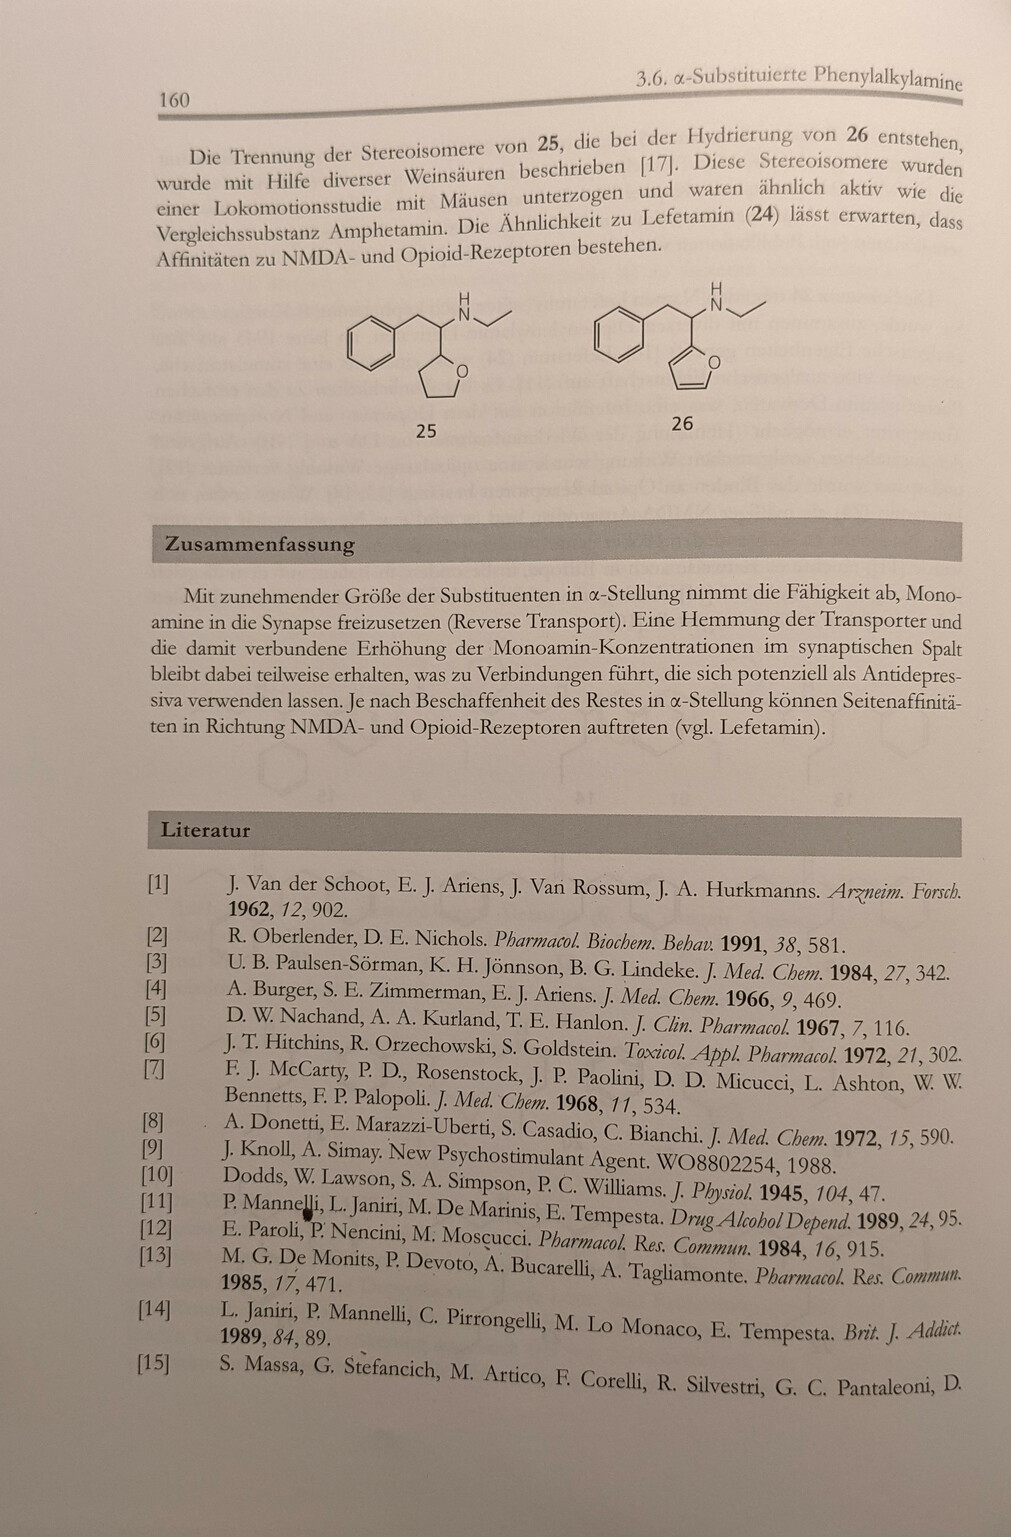 160
3.6. α-Substituierte Phenylalkylamine
Die Trennung der Stereoisomere von 25, die bei der Hydrierung von 26 entstehen,
wurde mit Hilfe diverser Weinsäuren beschrieben [17]. Diese Stereoisomere wurden
einer Lokomotionsstudie mit Mäusen unterzogen und waren ähnlich aktiv wie die
Vergleichssubstanz Amphetamin. Die Ähnlichkeit zu Lefetamin (24) lässt erwarten, dass
Affinitäten zu NMDA- und Opioid-Rezeptoren bestehen.
H
N
O
25
H
N
O
26
Zusammenfassung
Mit zunehmender Größe der Substituenten in α-Stellung nimmt die Fähigkeit ab, Mono-
amine in die Synapse freizusetzen (Reverse Transport). Eine Hemmung der Transporter und
die damit verbundene Erhöhung der Monoamin-Konzentrationen im synaptischen Spalt
bleibt dabei teilweise erhalten, was zu Verbindungen führt, die sich potenziell als Antidepres-
siva verwenden lassen. Je nach Beschaffenheit des Restes in α-Stellung können Seitenaffinitä-
ten in Richtung NMDA- und Opioid-Rezeptoren auftreten (vgl. Lefetamin).
Literatur
[1] J. Van der Schoot, E. J. Ariens, J. Van Rossum, J. A. Hurkmanns. Arzneim. Forsch.
1962, 12, 902.
[2] R. Oberlender, D. E. Nichols. Pharmacol. Biochem. Behav. 1991, 38, 581.
[3] U. B. Paulsen-Sörman, K. H. Jönnson, B. G. Lindeke. J. Med. Chem. 1984, 27, 342.
[4] A. Burger, S. E. Zimmerman, E. J. Ariens. J. Med. Chem. 1966, 9, 469.
[5] D. W. Nachand, A. A. Kurland, T. E. Hanlon. J. Clin. Pharmacol. 1967, 7, 116.
[6] J. T. Hitchins, R. Orzechowski, S. Goldstein. Toxicol. Appl. Pharmacol. 1972, 21, 302.
[7] F. J. McCarty, P. D., Rosenstock, J. P. Paolini, D. D. Micucci, L. Ashton, W. W.
Bennetts, F. P. Palopoli. J. Med. Chem. 1968, 11, 534.
[8] A. Donetti, E. Marazzi-Uberti, S. Casadio, C. Bianchi. J. Med. Chem. 1972, 15, 590.
[9] J. Knoll, A. Simay. New Psychostimulant Agent. WO8802254, 1988.
[10] Dodds, W. Lawson, S. A. Simpson, P. C. Williams. J. Physiol. 1945, 104, 47.
[11] P. Mannelli, L. Janiri, M. De Marinis, E. Tempesta. Drug Alcohol Depend. 1989, 24, 95.
[12] E. Paroli, P. Nencini, M. Moscucci. Pharmacol. Res. Commun. 1984, 16, 915.
[13] M. G. De Monits, P. Devoto, A. Bucarelli, A. Tagliamonte. Pharmacol. Res. Commun.
1985, 17, 471.
[14] L. Janiri, P. Mannelli, C. Pirrongelli, M. Lo Monaco, E. Tempesta. Brit. J. Addict.
1989, 84, 89.
[15] S. Massa, G. Stefancich, M. Artico, F. Corelli, R. Silvestri, G. C. Pantaleoni, D.